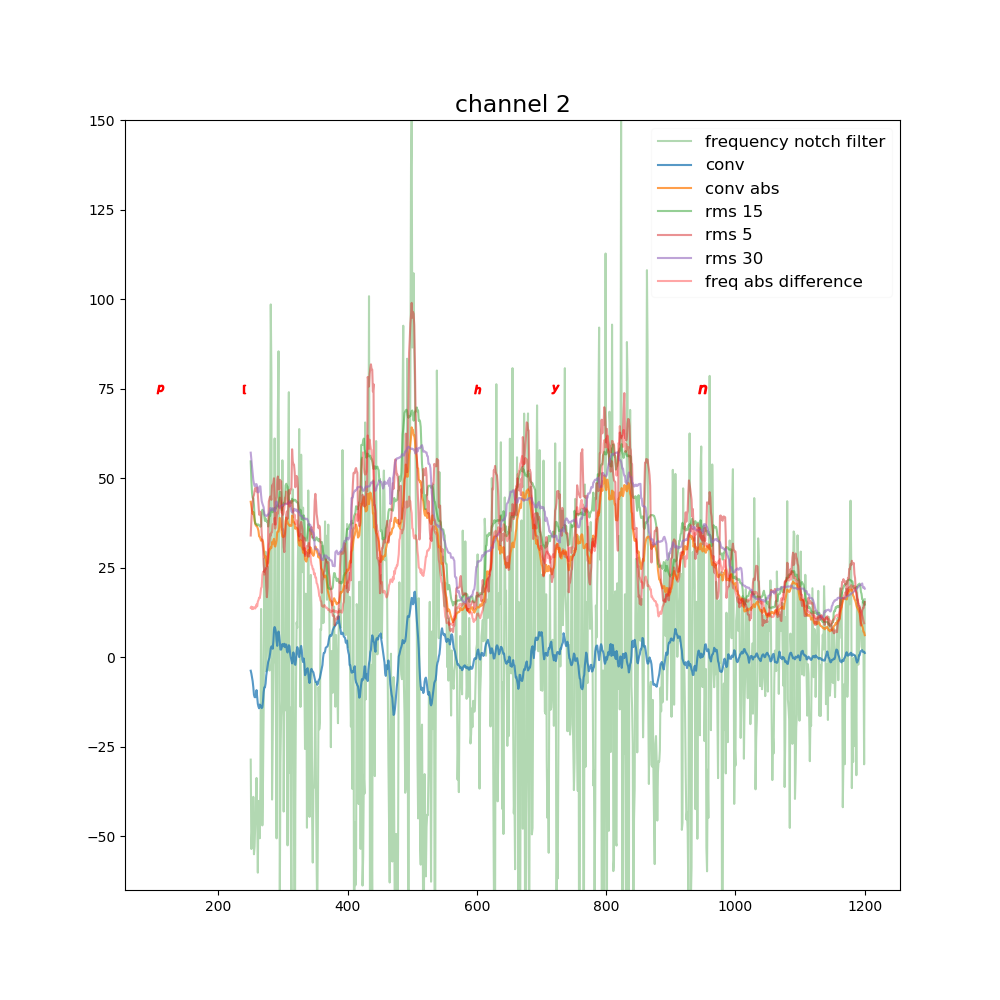 channel 2
150
125
100
75
50
25
0
−25
−50
frequency notch filter
conv
conv abs
rms 15
rms 5
rms 30
freq abs difference
p h y n
200 400 600 800 1000 1200